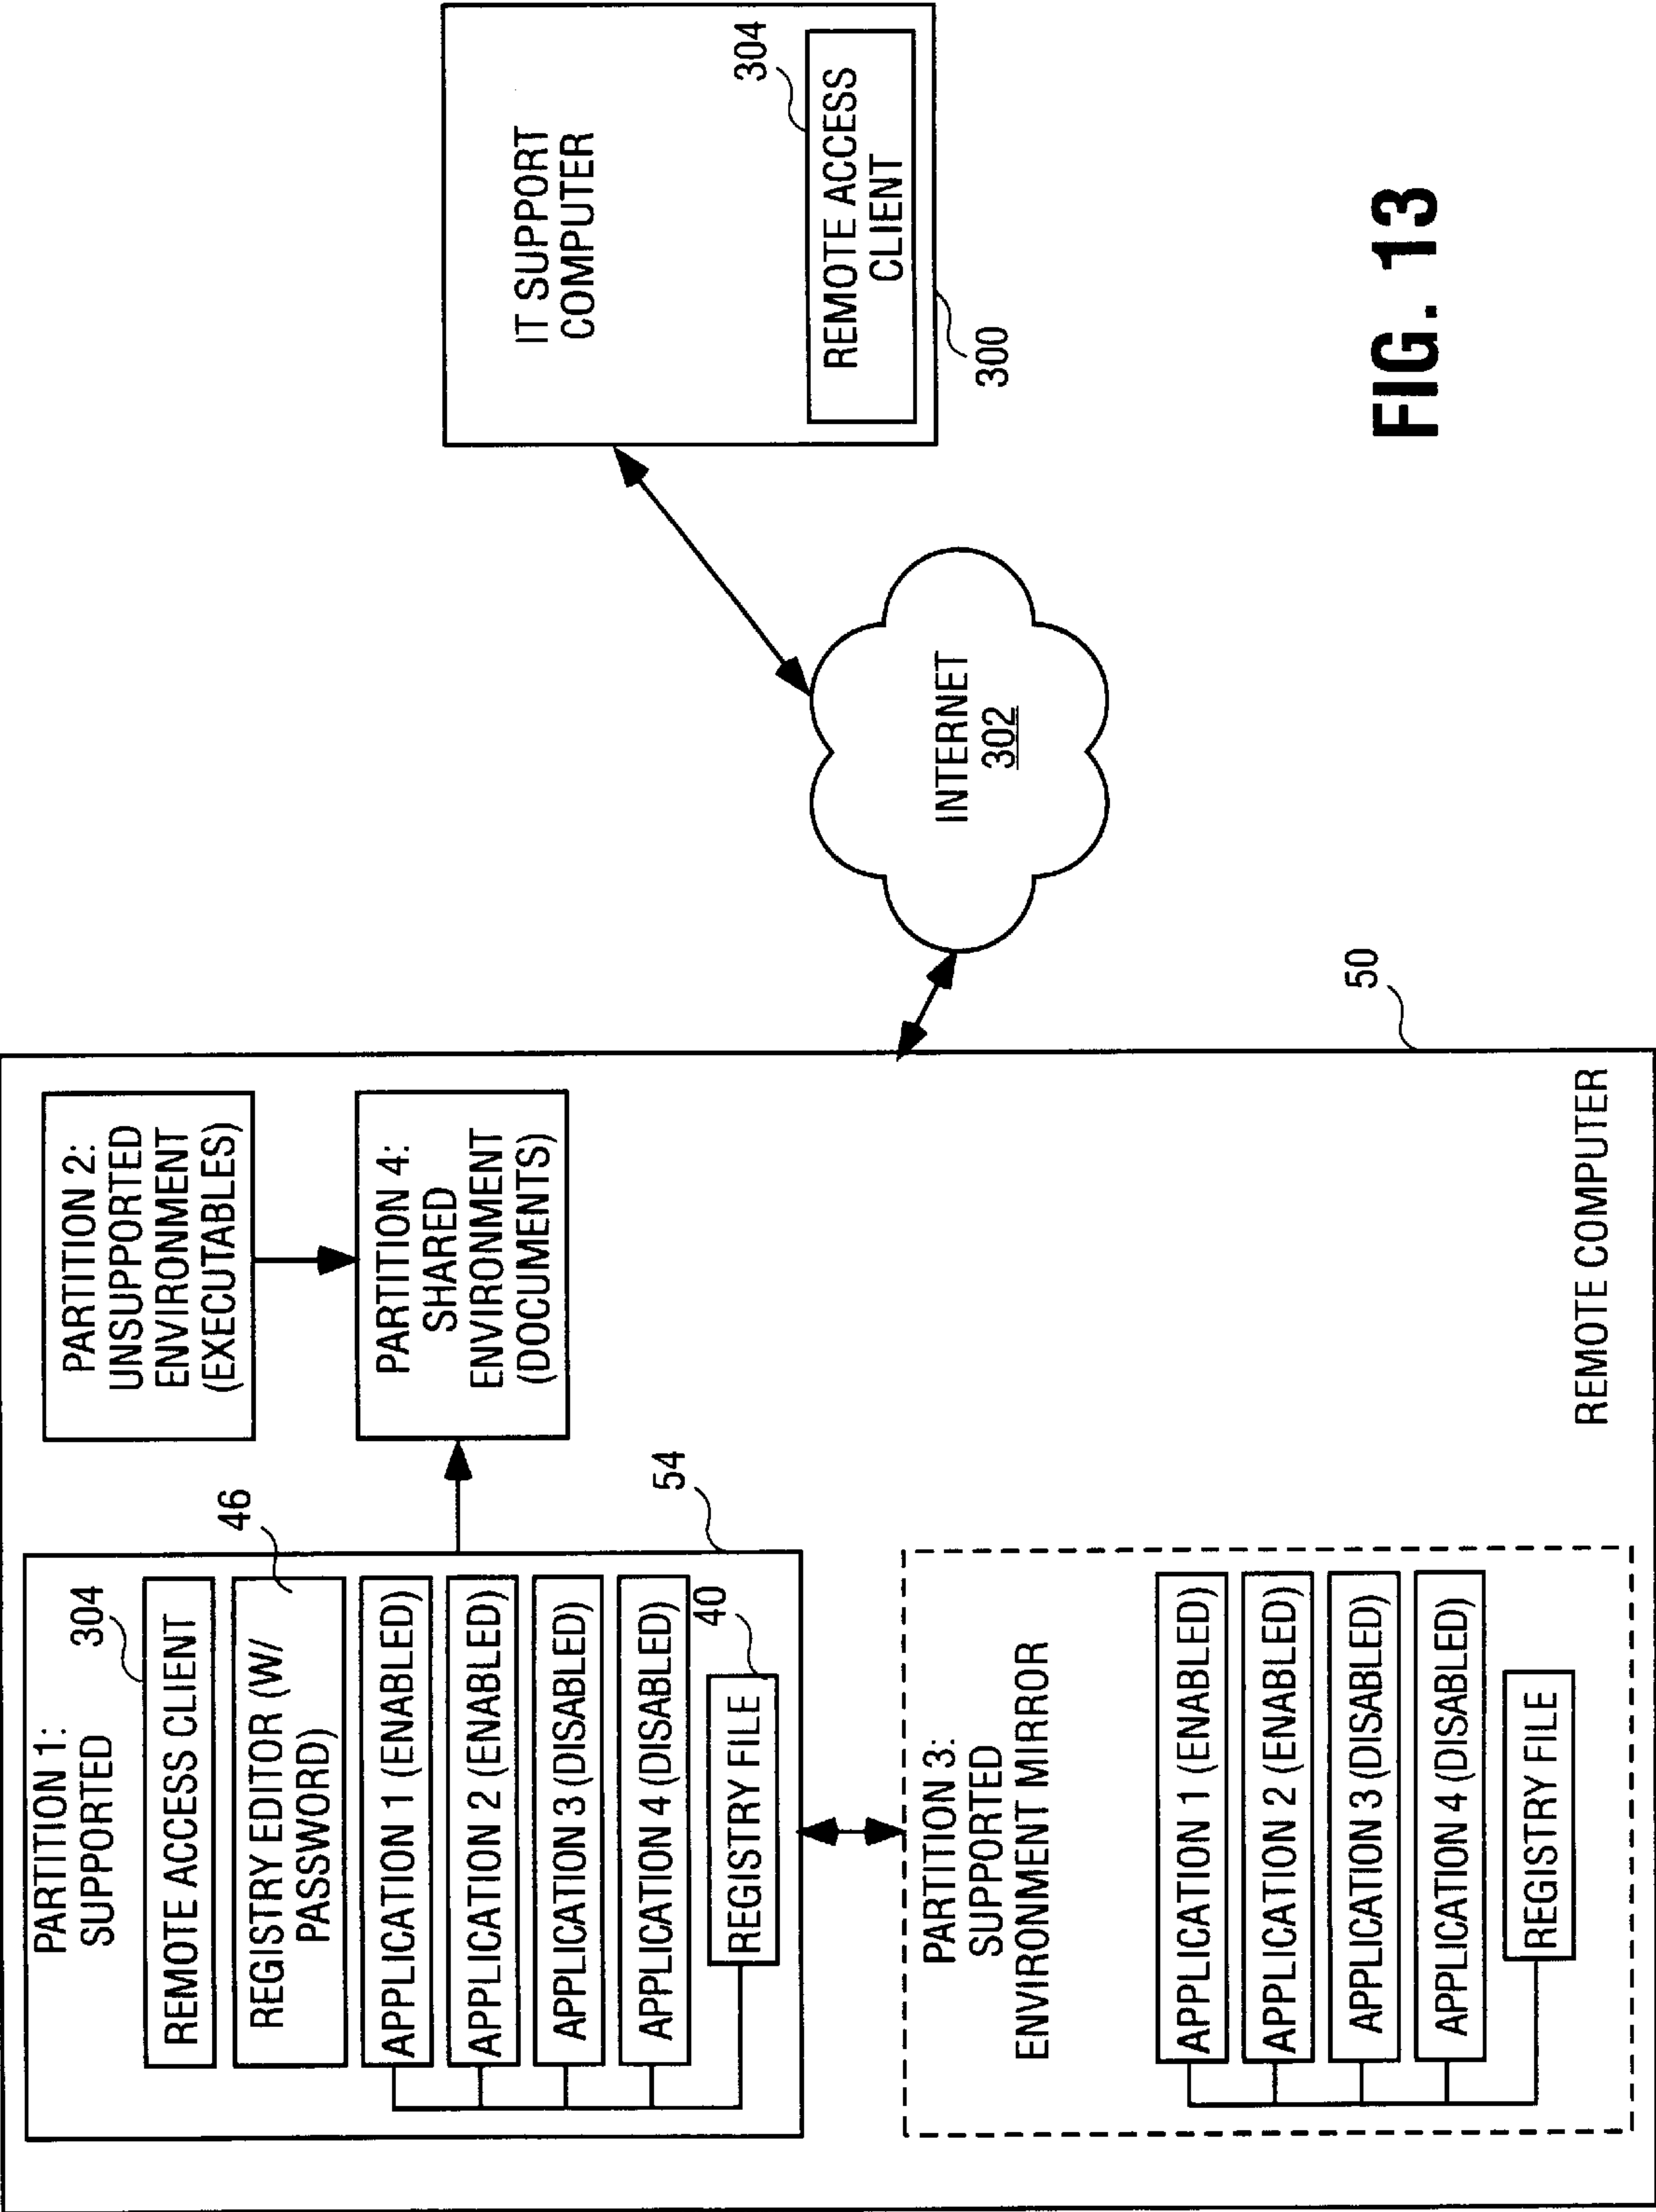 PARTITION 1:
SUPPORTED
304
REMOTE ACCESS CLIENT
46
REGISTRY EDITOR (W/
PASSWORD)
APPLICATION 1 (ENABLED)
APPLICATION 2 (ENABLED)
APPLICATION 3 (DISABLED)
APPLICATION 4 (DISABLED)
40
REGISTRY FILE
54
PARTITION 2:
UNSUPPORTED
ENVIRONMENT
(EXECUTABLES)
PARTITION 4:
SHARED
ENVIRONMENT
(DOCUMENTS)
PARTITION 3:
SUPPORTED
ENVIRONMENT MIRROR
APPLICATION 1 (ENABLED)
APPLICATION 2 (ENABLED)
APPLICATION 3 (DISABLED)
APPLICATION 4 (DISABLED)
REGISTRY FILE
REMOTE COMPUTER
50
INTERNET
302
IT SUPPORT
COMPUTER
304
REMOTE ACCESS
CLIENT
300
FIG. 13